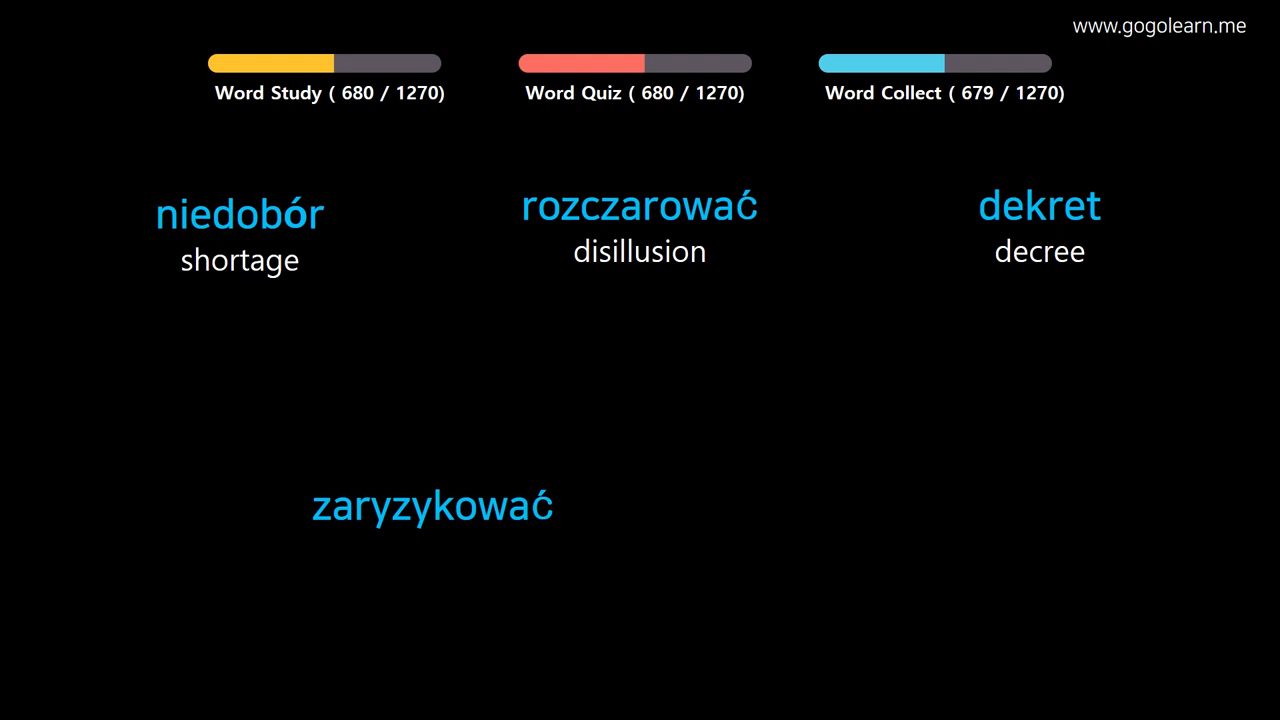 www.gogolearn.me
Word Study ( 680 / 1270)
Word Quiz ( 680 / 1270)
Word Collect ( 679 / 1270)
niedobór
shortage
rozczarować
disillusion
dekret
decree
zaryzykować